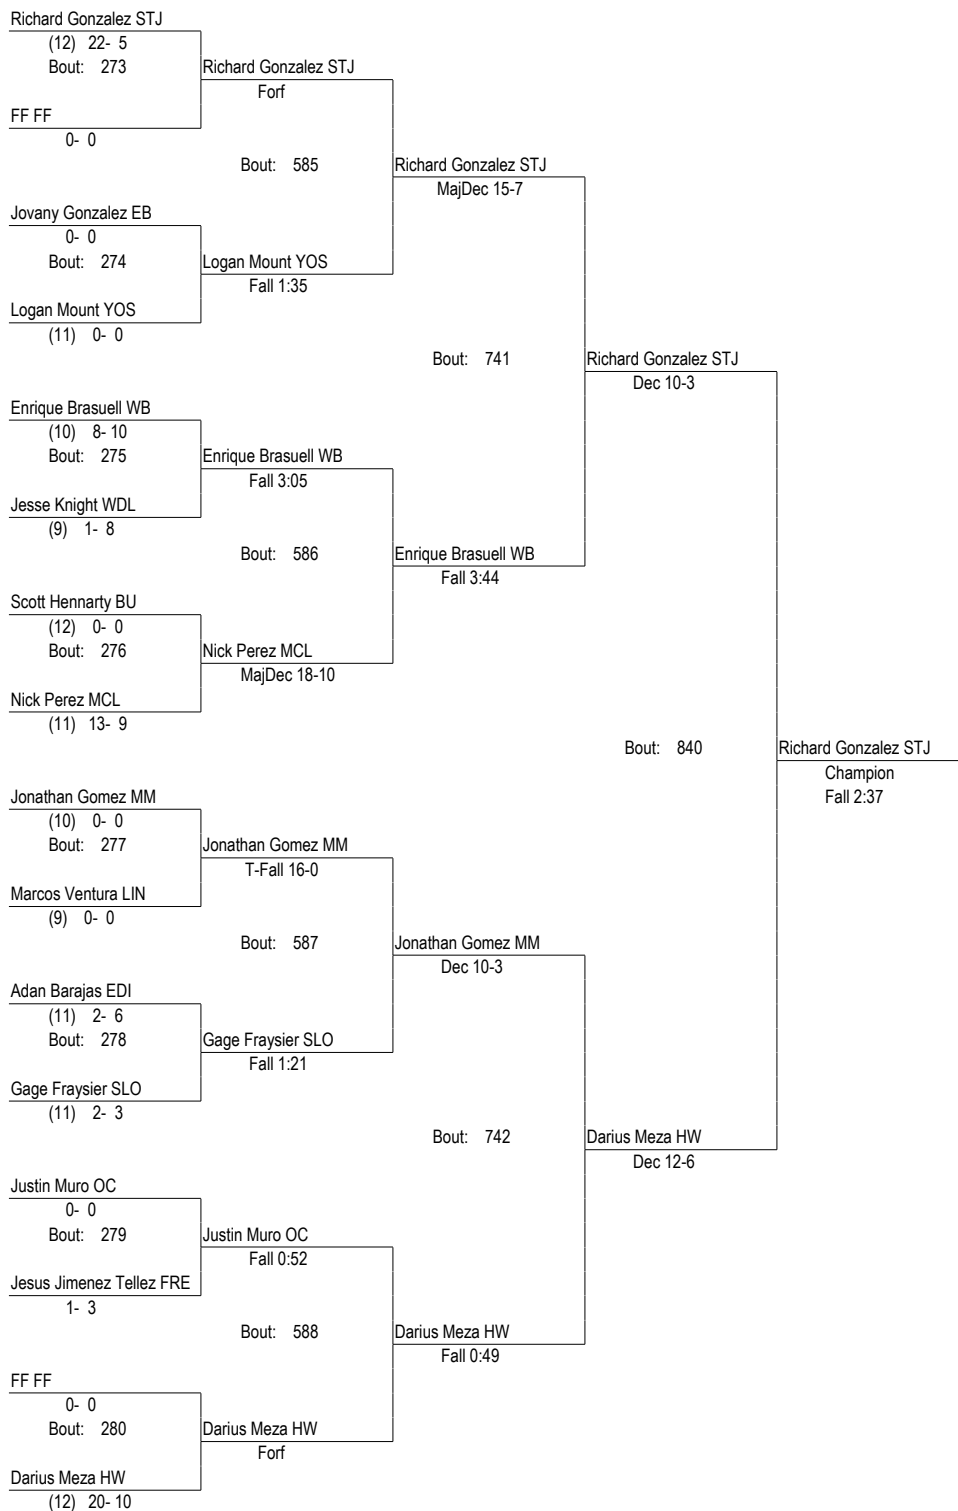 Richard Gonzalez STJ
(12) 22- 5
Bout: 273
Richard Gonzalez STJ
Forf
FF FF
0- 0
Bout: 585
Richard Gonzalez STJ
MajDec 15-7
Jovany Gonzalez EB
0- 0
Bout: 274
Logan Mount YOS
Fall 1:35
Logan Mount YOS
(11) 0- 0
Bout: 741
Richard Gonzalez STJ
Dec 10-3
Enrique Brasuell WB
(10) 8- 10
Bout: 275
Enrique Brasuell WB
Fall 3:05
Jesse Knight WDL
(9) 1- 8
Bout: 586
Enrique Brasuell WB
Fall 3:44
Scott Hennarty BU
(12) 0- 0
Bout: 276
Nick Perez MCL
MajDec 18-10
Nick Perez MCL
(11) 13- 9
Bout: 840
Richard Gonzalez STJ
Champion
Fall 2:37
Jonathan Gomez MM
(10) 0- 0
Bout: 277
Jonathan Gomez MM
T-Fall 16-0
Marcos Ventura LIN
(9) 0- 0
Bout: 587
Jonathan Gomez MM
Dec 10-3
Adan Barajas EDI
(11) 2- 6
Bout: 278
Gage Fraysier SLO
Fall 1:21
Gage Fraysier SLO
(11) 2- 3
Bout: 742
Darius Meza HW
Dec 12-6
Justin Muro OC
0- 0
Bout: 279
Justin Muro OC
Fall 0:52
Jesus Jimenez Tellez FRE
1- 3
Bout: 588
Darius Meza HW
Fall 0:49
FF FF
0- 0
Bout: 280
Darius Meza HW
Forf
Darius Meza HW
(12) 20- 10